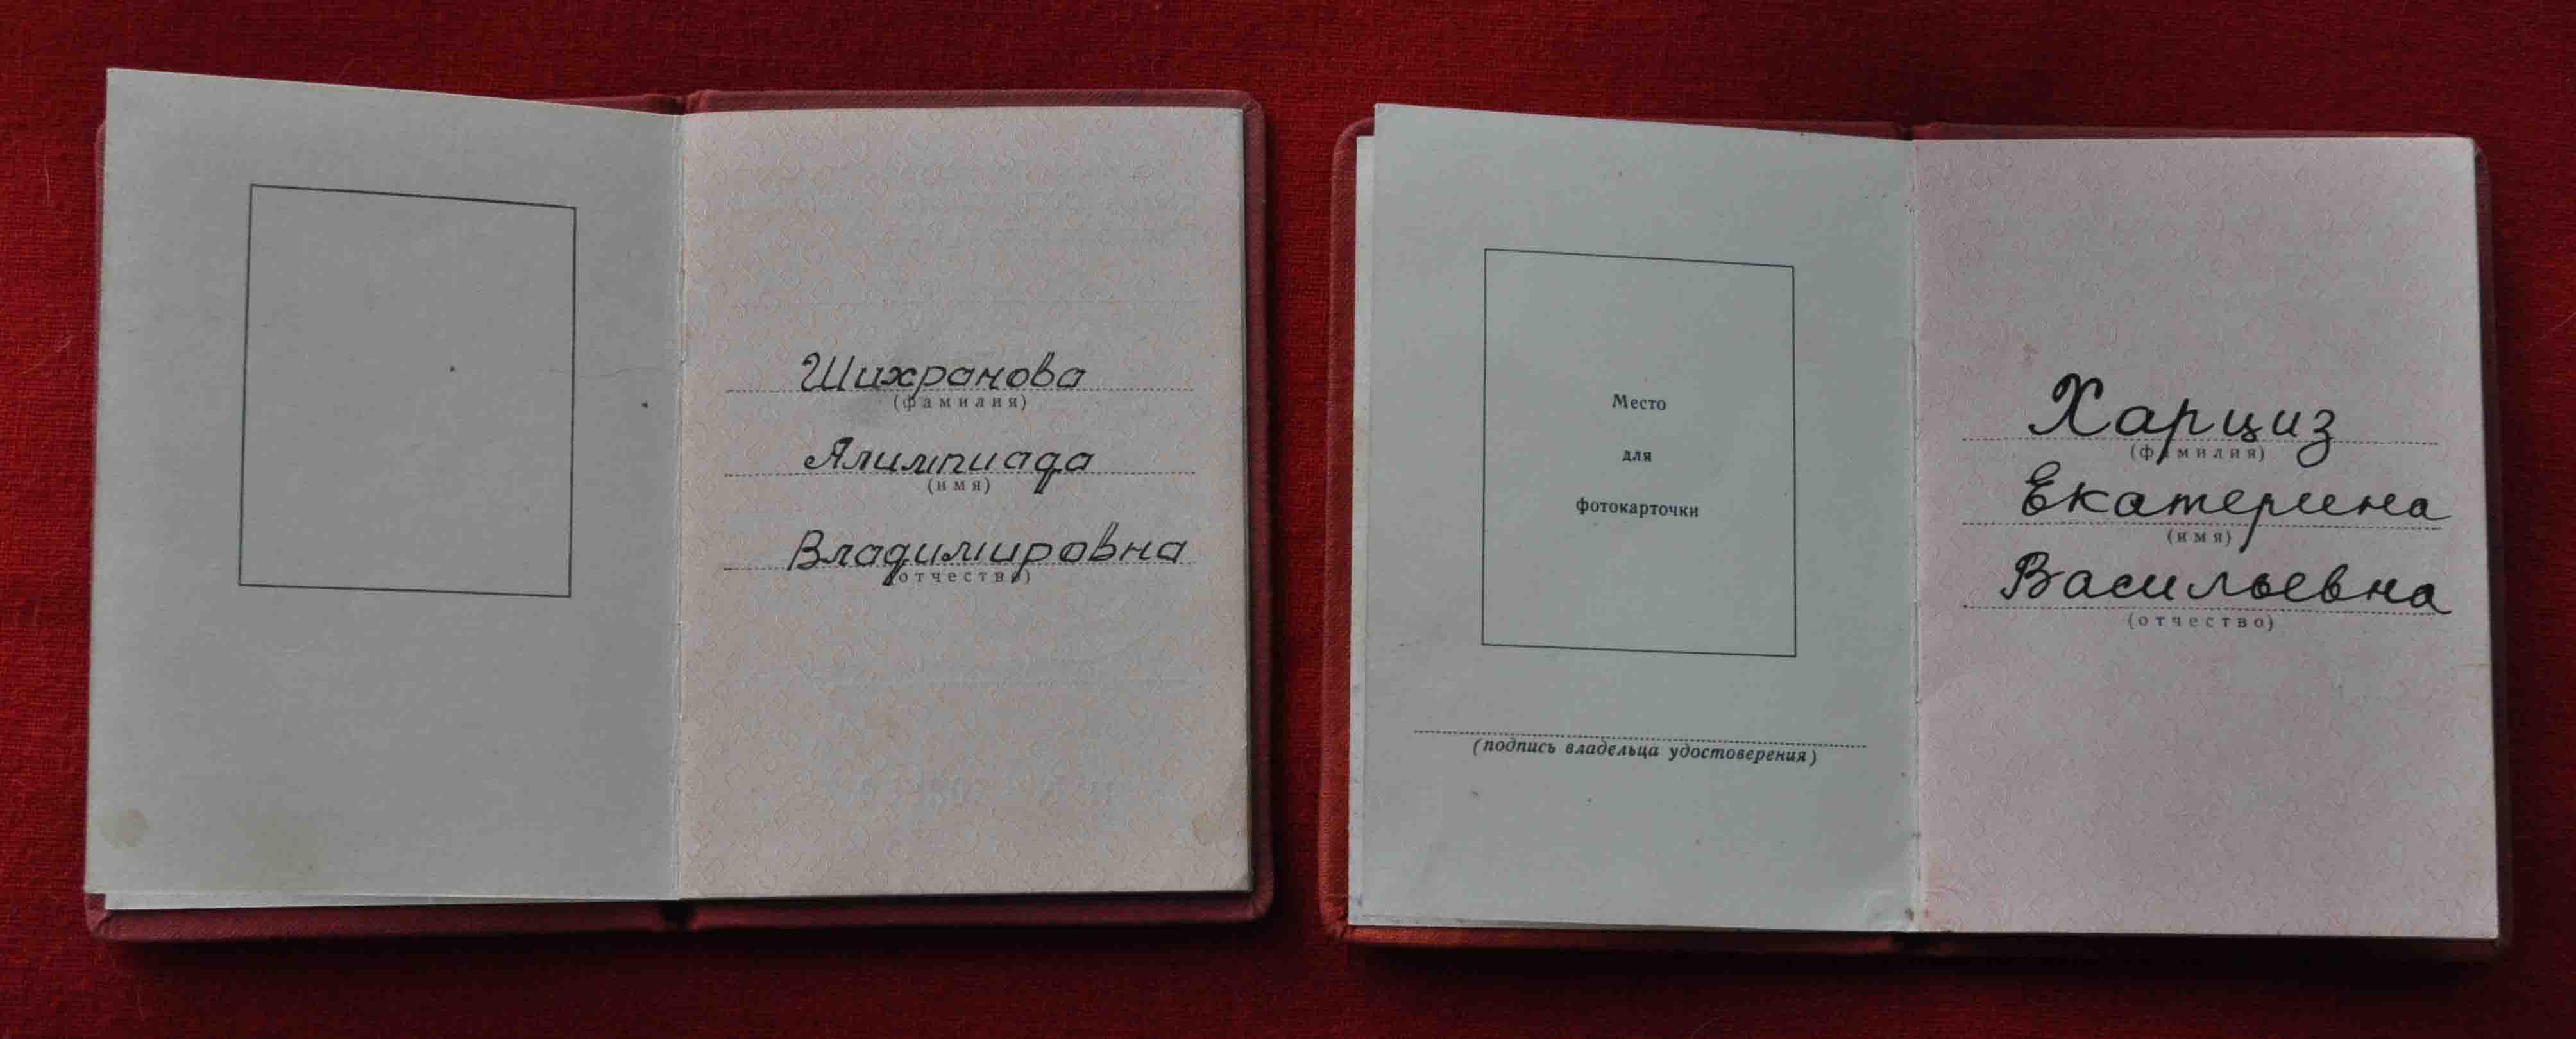 Шихранова
(фамилия)
Алимпиада
(имя)
Владимировна
(отчество)
Место
для
фотокарточки
(подпись владельца удостоверения)
Харциз
(фамилия)
Екатерина
(имя)
Васильевна
(отчество)